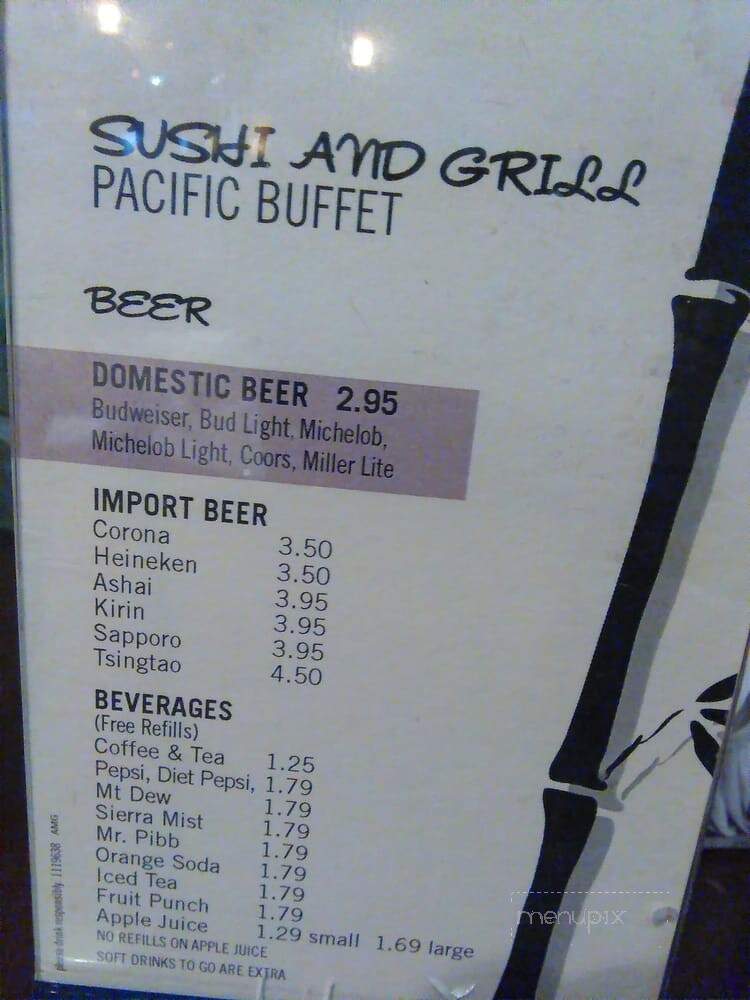 SUSHI AND GRILL
PACIFIC BUFFET
BEER
DOMESTIC BEER 2.95
Budweiser, Bud Light, Michelob,
Michelob Light, Coors, Miller Lite
IMPORT BEER
Corona 3.50
Heineken 3.50
Ashai 3.95
Kirin 3.95
Sapporo 3.95
Tsingtao 4.50
BEVERAGES
(Free Refills)
Coffee & Tea 1.25
Pepsi, Diet Pepsi, 1.79
Mt Dew 1.79
Sierra Mist 1.79
Mr. Pibb 1.79
Orange Soda 1.79
Iced Tea 1.79
Fruit Punch 1.79
Apple Juice 1.29 small 1.69 large
NO REFILLS ON APPLE JUICE
SOFT DRINKS TO GO ARE EXTRA
please drink responsibly. 1119638 AMG
menupix